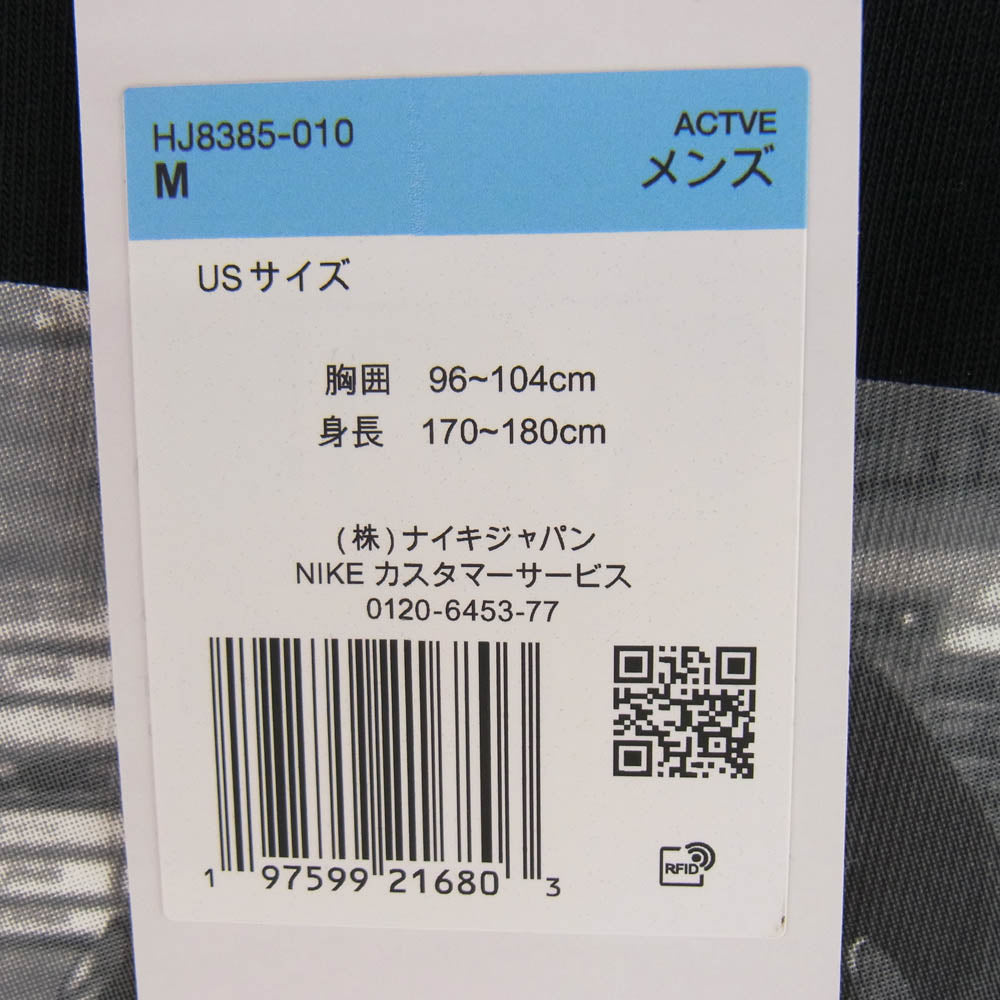 HJ8385-010
M
ACTVE
メンズ
USサイズ
胸囲 96~104cm
身長 170~180cm
(株)ナイキジャパン
NIKE カスタマーサービス
0120-6453-77
1 97599 21680 3
RFID